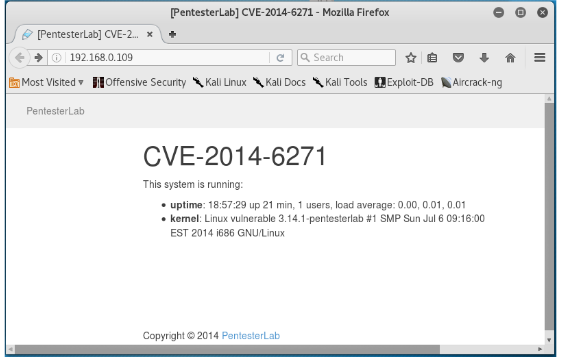 [PentesterLab] CVE-2014-6271 - Mozilla Firefox
[PentesterLab] CVE-2...
192.168.0.109
Search
Most Visited Offensive Security Kali Linux Kali Docs Kali Tools Exploit-DB Aircrack-ng
PentesterLab
CVE-2014-6271
This system is running:
• uptime: 18:57:29 up 21 min, 1 users, load average: 0.00, 0.01, 0.01
• kernel: Linux vulnerable 3.14.1-pentesterlab #1 SMP Sun Jul 6 09:16:00
EST 2014 i686 GNU/Linux
Copyright © 2014 PentesterLab